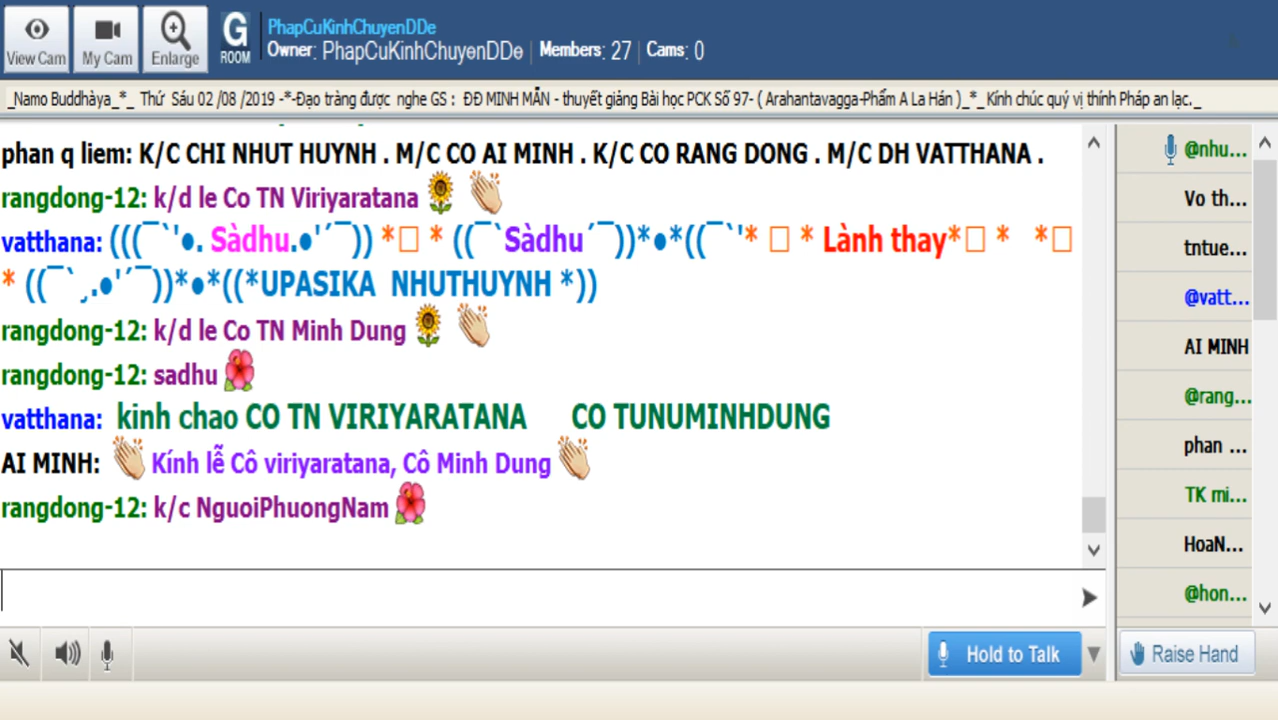 View Cam
My Cam
Enlarge
G
ROOM
PhapCuKinhChuyenDDe
Owner: PhapCuKinhChuyenDDe | Members: 27 | Cams: 0
_Namo Buddhàya_*_ Thứ Sáu 02 /08 /2019 -*-Đạo tràng được nghe GS : ĐĐ MINH MẪN - thuyết giảng Bài học PCK Số 97- ( Arahantavagga-Phẩm A La Hán )_*_Kính chúc quý vị thính Pháp an lạc._
phan q liem: K/C CHI NHUT HUYNH . M/C CO AI MINH . K/C CO RANG DONG . M/C DH VATTHANA .
rangdong-12: k/d le Co TN Viriyaratana
vatthana: (((¯`'●. Sàdhu.●'´¯)) *□ * ((¯`Sàdhu´¯))*●*((¯`'* □ * Lành thay*□ * *□
* ((¯`¸.●'´¯))*●*((*UPASIKA NHUTHUYNH *))
rangdong-12: k/d le Co TN Minh Dung
rangdong-12: sadhu
vatthana: kinh chao CO TN VIRIYARATANA CO TUNUMINHDUNG
AI MINH: Kính lễ Cô viriyaratana, Cô Minh Dung
rangdong-12: k/c NguoiPhuongNam
@nhu...
Vo th...
tntue...
@vatt...
AI MINH
@rang...
phan ...
TK mi...
HoaN...
@hon...
Hold to Talk
Raise Hand